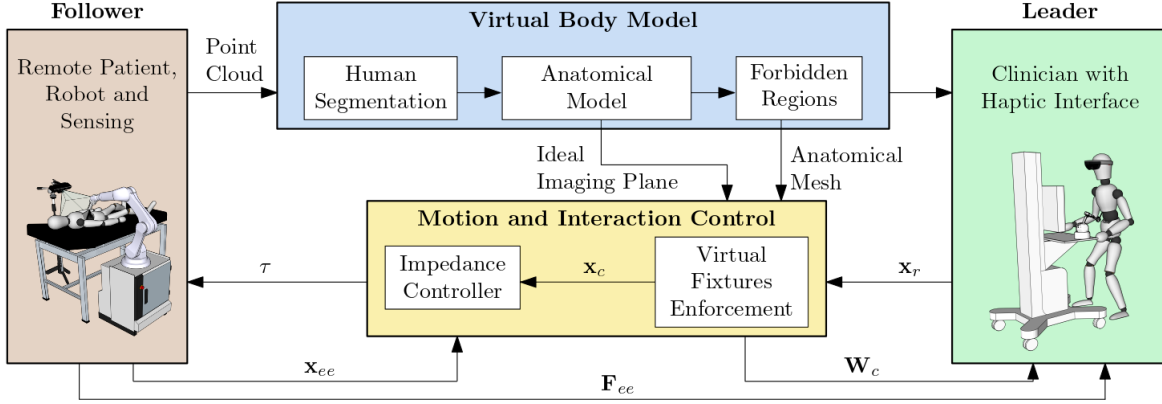 Follower
Remote Patient,
Robot and
Sensing
Point
Cloud
Virtual Body Model
Human
Segmentation
Anatomical
Model
Forbidden
Regions
Leader
Clinician with
Haptic Interface
Ideal
Imaging Plane
Anatomical
Mesh
Motion and Interaction Control
Impedance
Controller
x_c
Virtual
Fixtures
Enforcement
τ
x_r
x_ee
W_c
F_ee